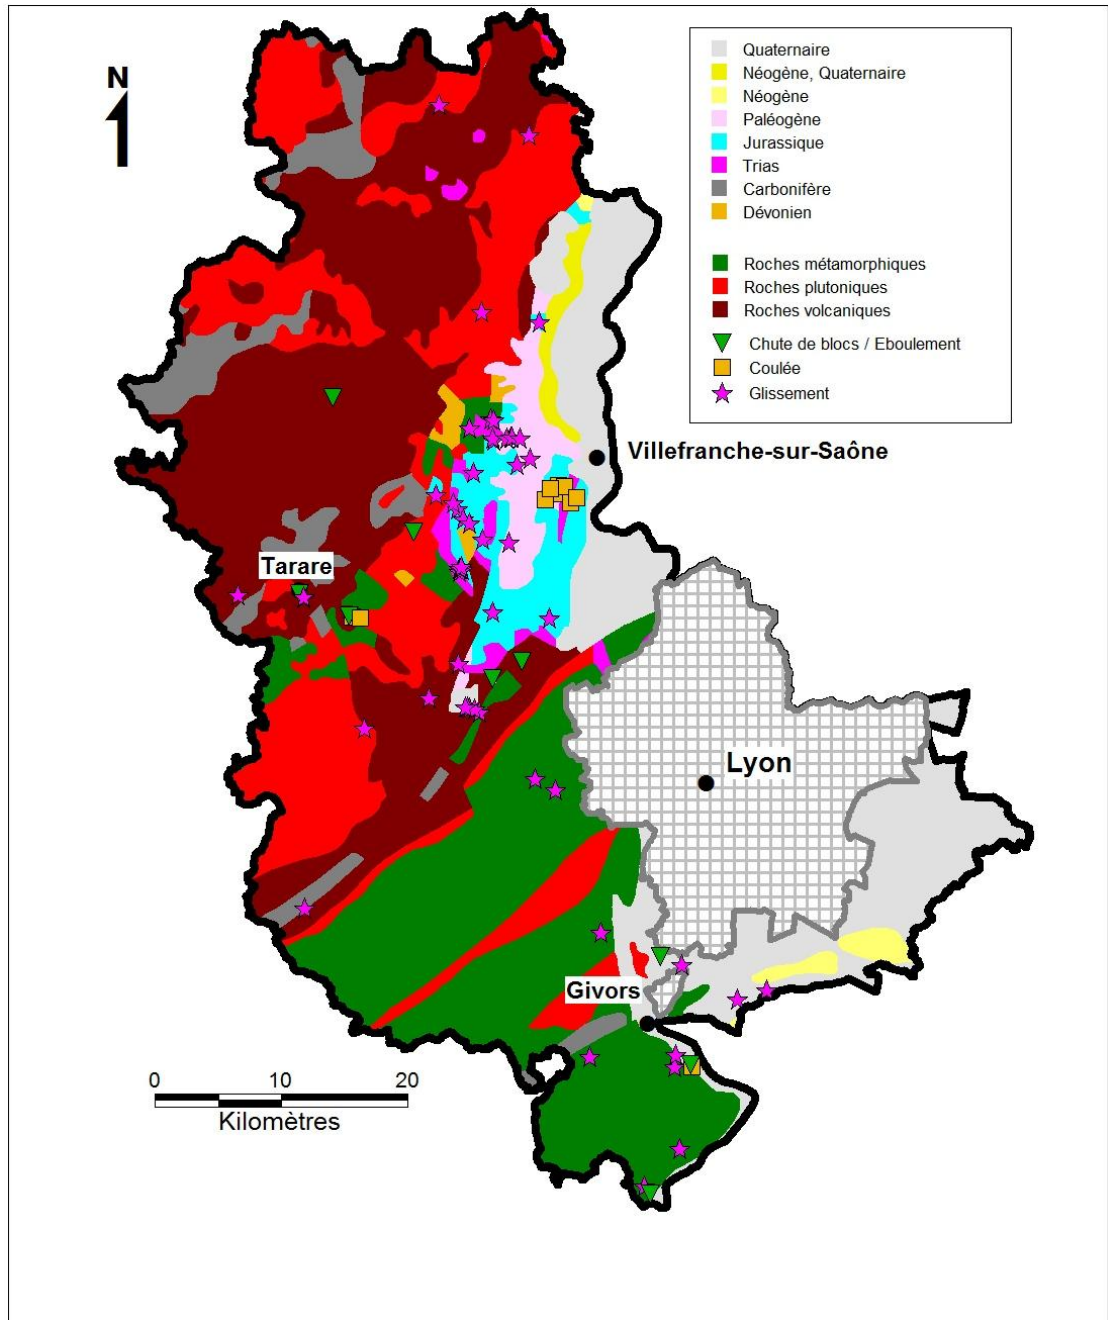 N
Quaternaire
Néogène, Quaternaire
Néogène
Paléogène
Jurassique
Trias
Carbonifère
Dévonien
Roches métamorphiques
Roches plutoniques
Roches volcaniques
Chute de blocs / Eboulement
Coulée
Glissement
Villefranche-sur-Saône
Tarare
Lyon
Givors
0 10 20
Kilomètres